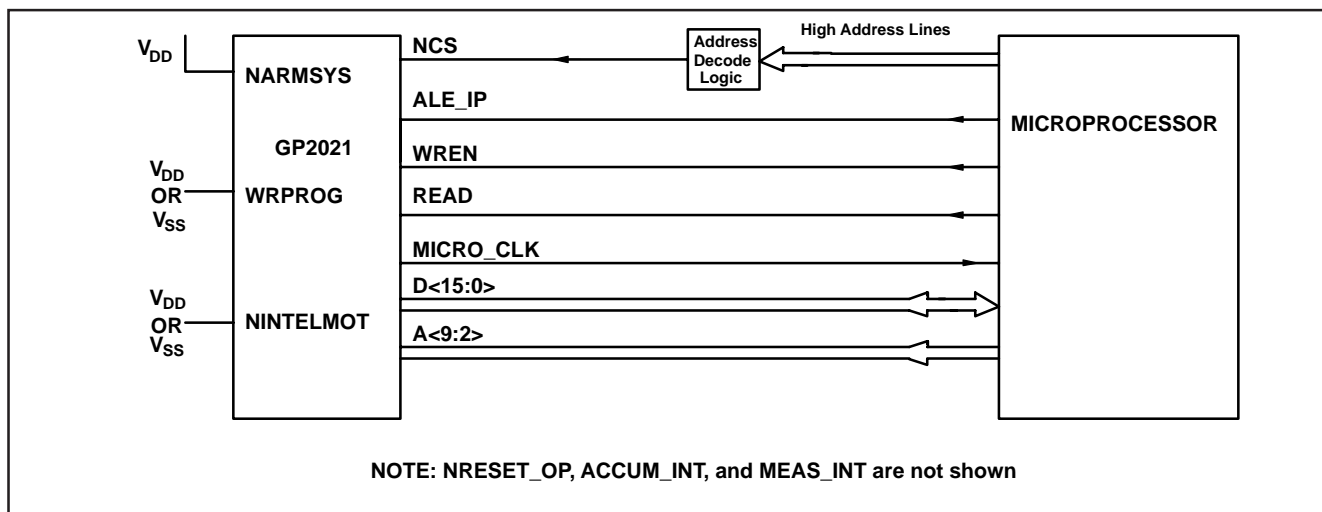 High Address Lines
V_DD
NARMSYS
NCS
Address
Decode
Logic
MICROPROCESSOR
ALE_IP
GP2021
WREN
V_DD
OR
V_SS
WRPROG
READ
MICRO_CLK
D<15:0>
V_DD
OR
V_SS
NINTELMOT
A<9:2>
NOTE: NRESET_OP, ACCUM_INT, and MEAS_INT are not shown